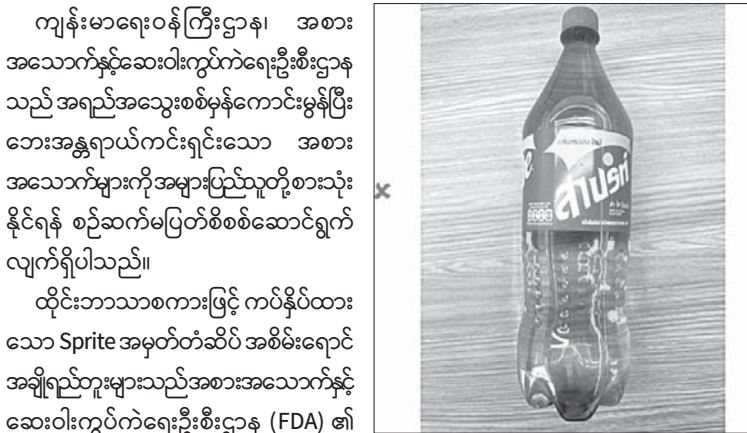 ကျန်းမာရေးဝန်ကြီးဌာန၊ အစား
အသောက်နှင့်ဆေးဝါးကွပ်ကဲရေးဦးစီးဌာန
သည် အရည်အသွေးစစ်မှန်ကောင်းမွန်ပြီး
ဘေးအန္တရာယ်ကင်းရှင်းသော အစား
အသောက်များကိုအများပြည်သူတို့စားသုံး
နိုင်ရန် စဉ်ဆက်မပြတ်စိစစ်ဆောင်ရွက်
လျက်ရှိပါသည်။
ထိုင်းဘာသာစကားဖြင့် ကပ်နှိပ်ထား
သော Sprite အမှတ်တံဆိပ် အစိမ်းရောင်
အချိုရည်ဘူးများသည်အစားအသောက်နှင့်
ဆေးဝါးကွပ်ကဲရေးဦးစီးဌာန (FDA) ၏
สไปรท์